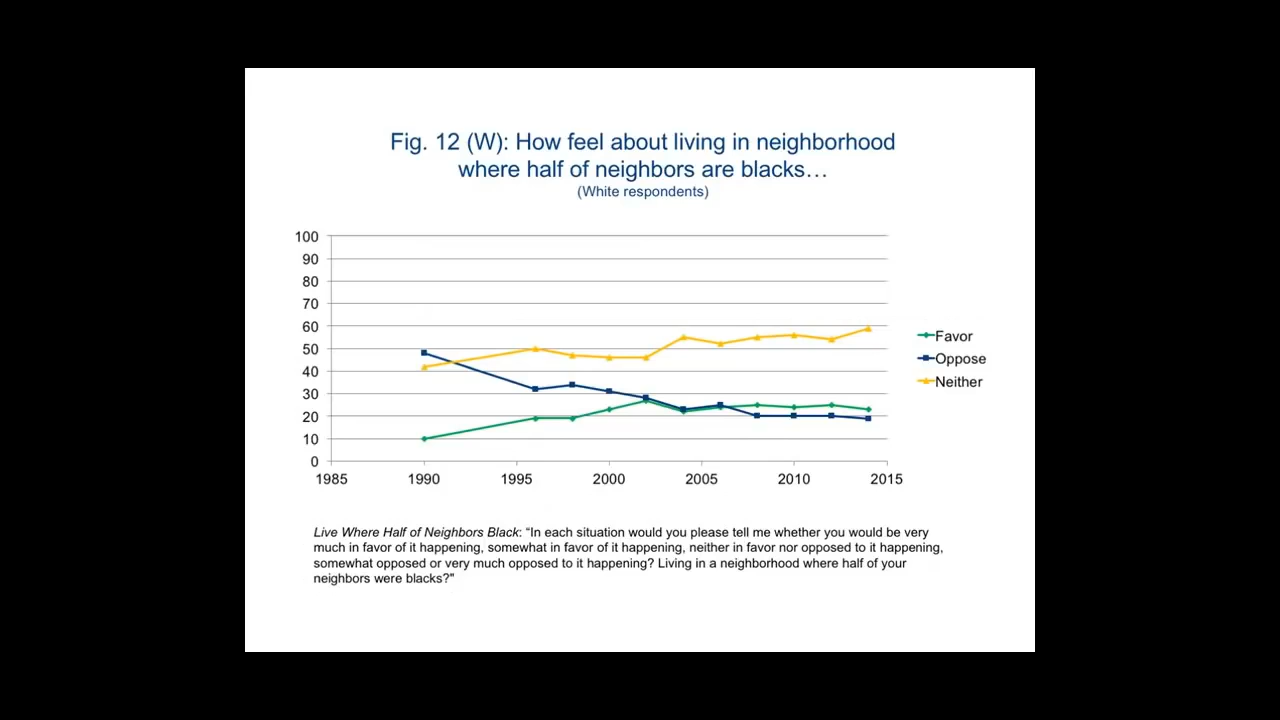 Fig. 12 (W): How feel about living in neighborhood
where half of neighbors are blacks…
(White respondents)
100
90
80
70
60
50
40
30
20
10
0
1985 1990 1995 2000 2005 2010 2015
Favor
Oppose
Neither
Live Where Half of Neighbors Black: “In each situation would you please tell me whether you would be very
much in favor of it happening, somewhat in favor of it happening, neither in favor nor opposed to it happening,
somewhat opposed or very much opposed to it happening? Living in a neighborhood where half of your
neighbors were blacks?"